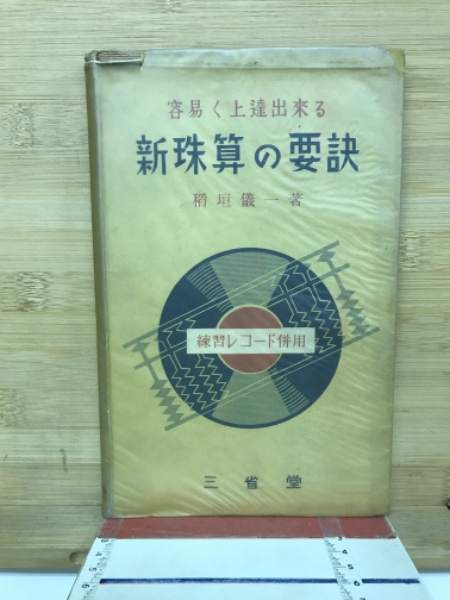 容易く上達出来る
新珠算の要訣
稲垣儀一著
練習レコード併用
三省堂